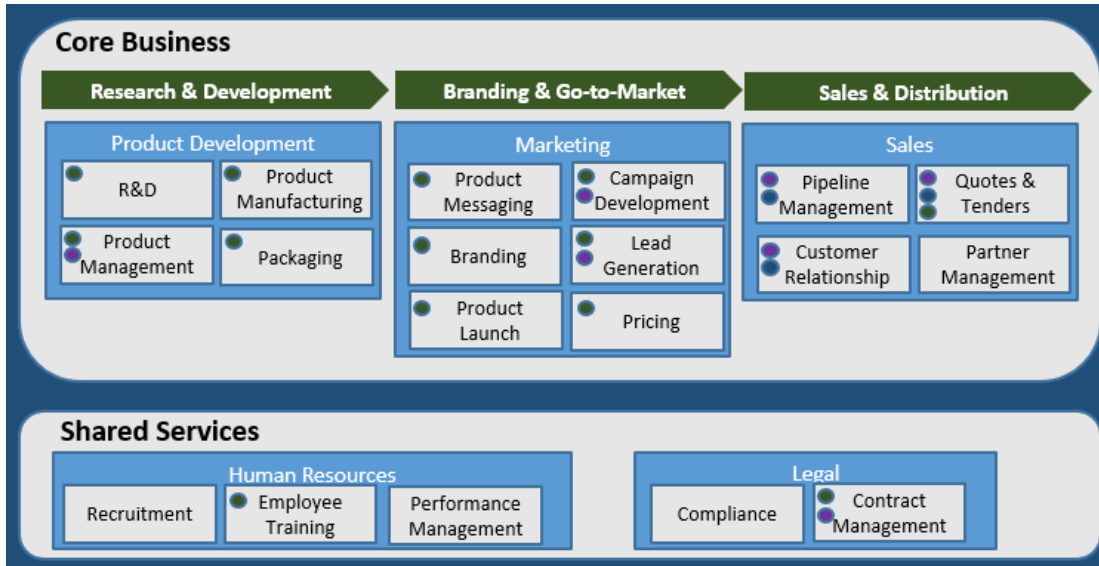 Core Business
Research & Development
Branding & Go-to-Market
Sales & Distribution
Product Development
R&D
Product
Manufacturing
Product
Management
Packaging
Marketing
Product
Messaging
Campaign
Development
Branding
Lead
Generation
Product
Launch
Pricing
Sales
Pipeline
Management
Quotes &
Tenders
Customer
Relationship
Partner
Management
Shared Services
Human Resources
Recruitment
Employee
Training
Performance
Management
Legal
Compliance
Contract
Management